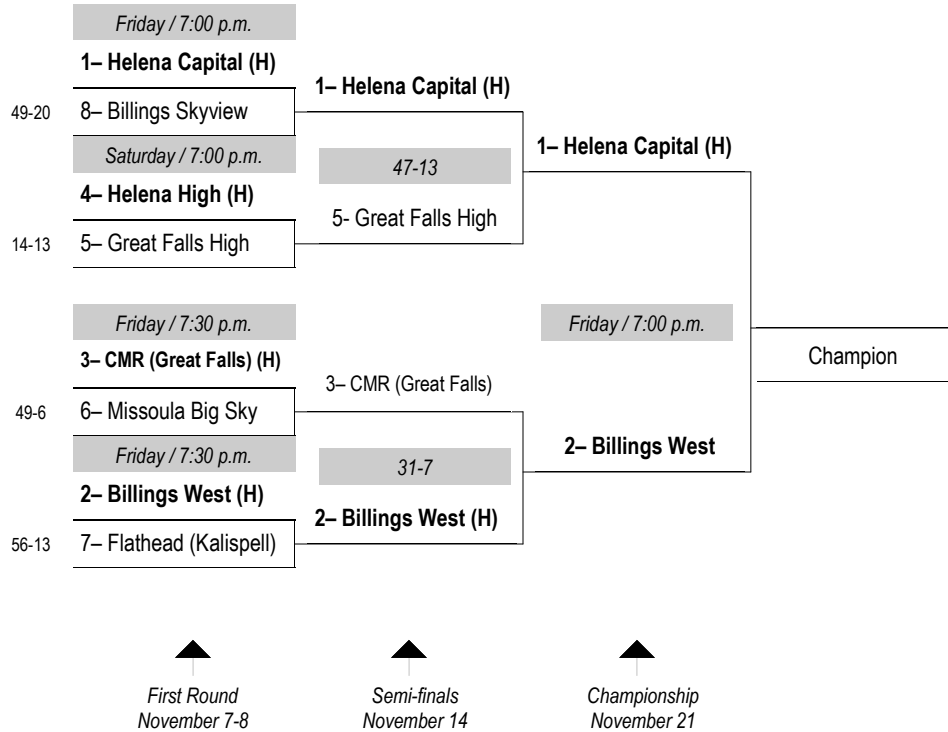 Friday / 7:00 p.m.
1– Helena Capital (H)
49-20
8– Billings Skyview
Saturday / 7:00 p.m.
4– Helena High (H)
14-13
5– Great Falls High
Friday / 7:30 p.m.
3– CMR (Great Falls) (H)
49-6
6– Missoula Big Sky
Friday / 7:30 p.m.
2– Billings West (H)
56-13
7– Flathead (Kalispell)
1– Helena Capital (H)
47-13
5- Great Falls High
3– CMR (Great Falls)
31-7
2– Billings West (H)
1– Helena Capital (H)
Friday / 7:00 p.m.
2– Billings West
Champion
First Round
November 7-8
Semi-finals
November 14
Championship
November 21